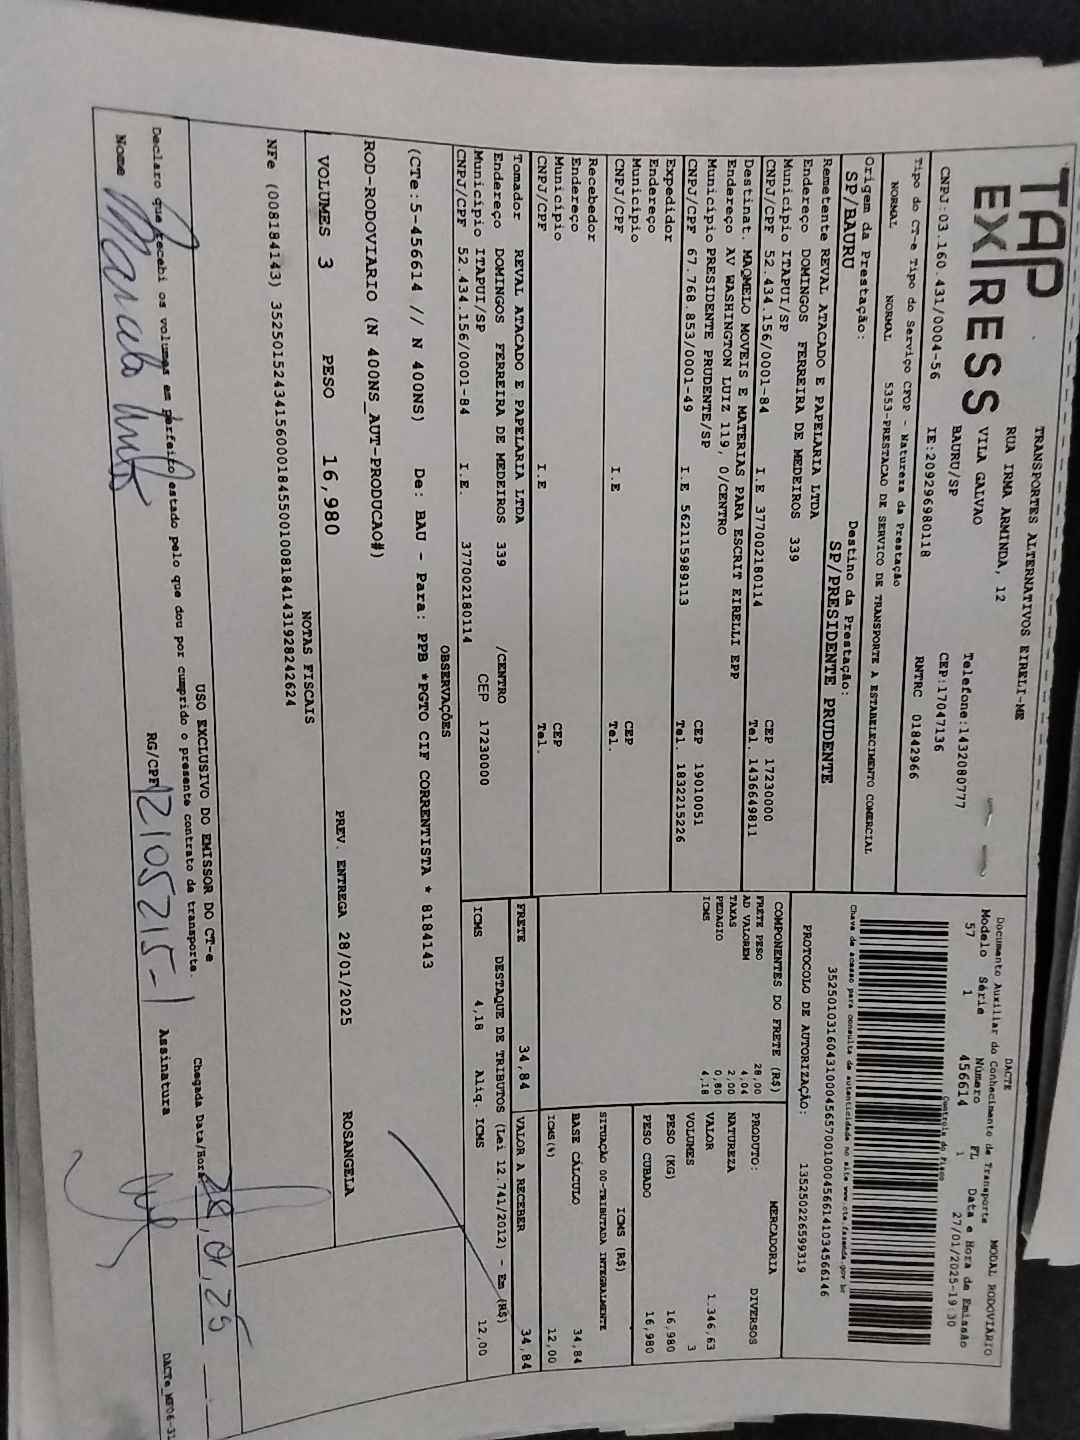 TAP
EXPRESS
TRANSPORTES ALTERNATIVOS EIRELI-ME
RUA IRMA ARMINDA, 12
VILA GALVAO Telefone:1432080777
BAURU/SP CEP:17047136
CNPJ:03.160.431/0004-56 IE:209296980118 RNTRC 01842966
Tipo do CT-e Tipo do Serviço CFOP - Natureza da Prestação
NORMAL NORMAL 5353-PRESTACAO DE SERVICO DE TRANSPORTE A ESTABELECIMENTO COMERCIAL
Origem da Prestação: Destino da Prestação:
SP/BAURU SP/PRESIDENTE PRUDENTE
DACTE MODAL RODOVIÁRIO
Documento Auxiliar do Conhecimento de Transporte
Modelo Série Número FL Data e Hora de Emissão
57 1 456614 1 27/01/2025-19:30
Controle do Fisco
Chave de acesso para consulta de autenticidade no site www.cte.fazenda.gov.br
35250103160431000456570010004566141034566146
PROTOCOLO DE AUTORIZAÇÃO: 135250226599319
Remetente REVAL ATACADO E PAPELARIA LTDA
Endereço DOMINGOS FERREIRA DE MEDEIROS 339
Município ITAPUI/SP CEP 17230000
CNPJ/CPF 52.434.156/0001-84 I.E 377002180114 Tel. 1436649811
Destinat. MAQMELO MOVEIS E MATERIAS PARA ESCRIT EIRELLI EPP
Endereço AV WASHINGTON LUIZ 119, 0/CENTRO
Município PRESIDENTE PRUDENTE/SP CEP 19010051
CNPJ/CPF 67.768.853/0001-49 I.E 562115989113 Tel. 1832215226
Expedidor
Endereço
Município CEP
CNPJ/CPF I.E Tel.
Recebedor
Endereço
Município CEP
CNPJ/CPF I.E Tel.
Tomador REVAL ATACADO E PAPELARIA LTDA
Endereço DOMINGOS FERREIRA DE MEDEIROS 339 /CENTRO
Município ITAPUI/SP CEP 17230000
CNPJ/CPF 52.434.156/0001-84 I.E. 377002180114
COMPONENTES DO FRETE (R$)
FRETE PESO 28,00
AD VALOREM 4,04
TAXAS 2,00
PEDAGIO 0,80
ICMS 4,18
MERCADORIA
PRODUTO: DIVERSOS
NATUREZA
VALOR 1.346,63
VOLUMES 3
PESO (KG) 16,980
PESO CUBADO 16,980
ICMS (R$)
SITUAÇÃO 00-TRIBUTADA INTEGRALMENTE
BASE CÁLCULO 34,84
ICMS(%) 12,00
FRETE 34,84 VALOR A RECEBER 34,84
DESTAQUE DE TRIBUTOS (Lei 12.741/2012) - Em (R$)
ICMS 4,18 Aliq. ICMS 12,00
OBSERVAÇÕES
(CTe:5-456614 // N 400NS) De: BAU - Para: PPB *PGTO CIF CORRENTISTA * 8184143
ROD-RODOVIARIO (N 400NS_AUT-PRODUCAO#)
VOLUMES 3 PESO 16,980 PREV. ENTREGA 28/01/2025 ROSANGELA
NOTAS FISCAIS
NFe (008184143) 35250152434156000184550010081841431928242624
USO EXCLUSIVO DO EMISSOR DO CT-e
Declaro que recebi os volumes em perfeito estado pelo que dou por cumprido o presente contrato de transporte. Chegada Data/Hora 28, 01, 25
Nome Marcelo RG/CPF 12105215-1 Assinatura